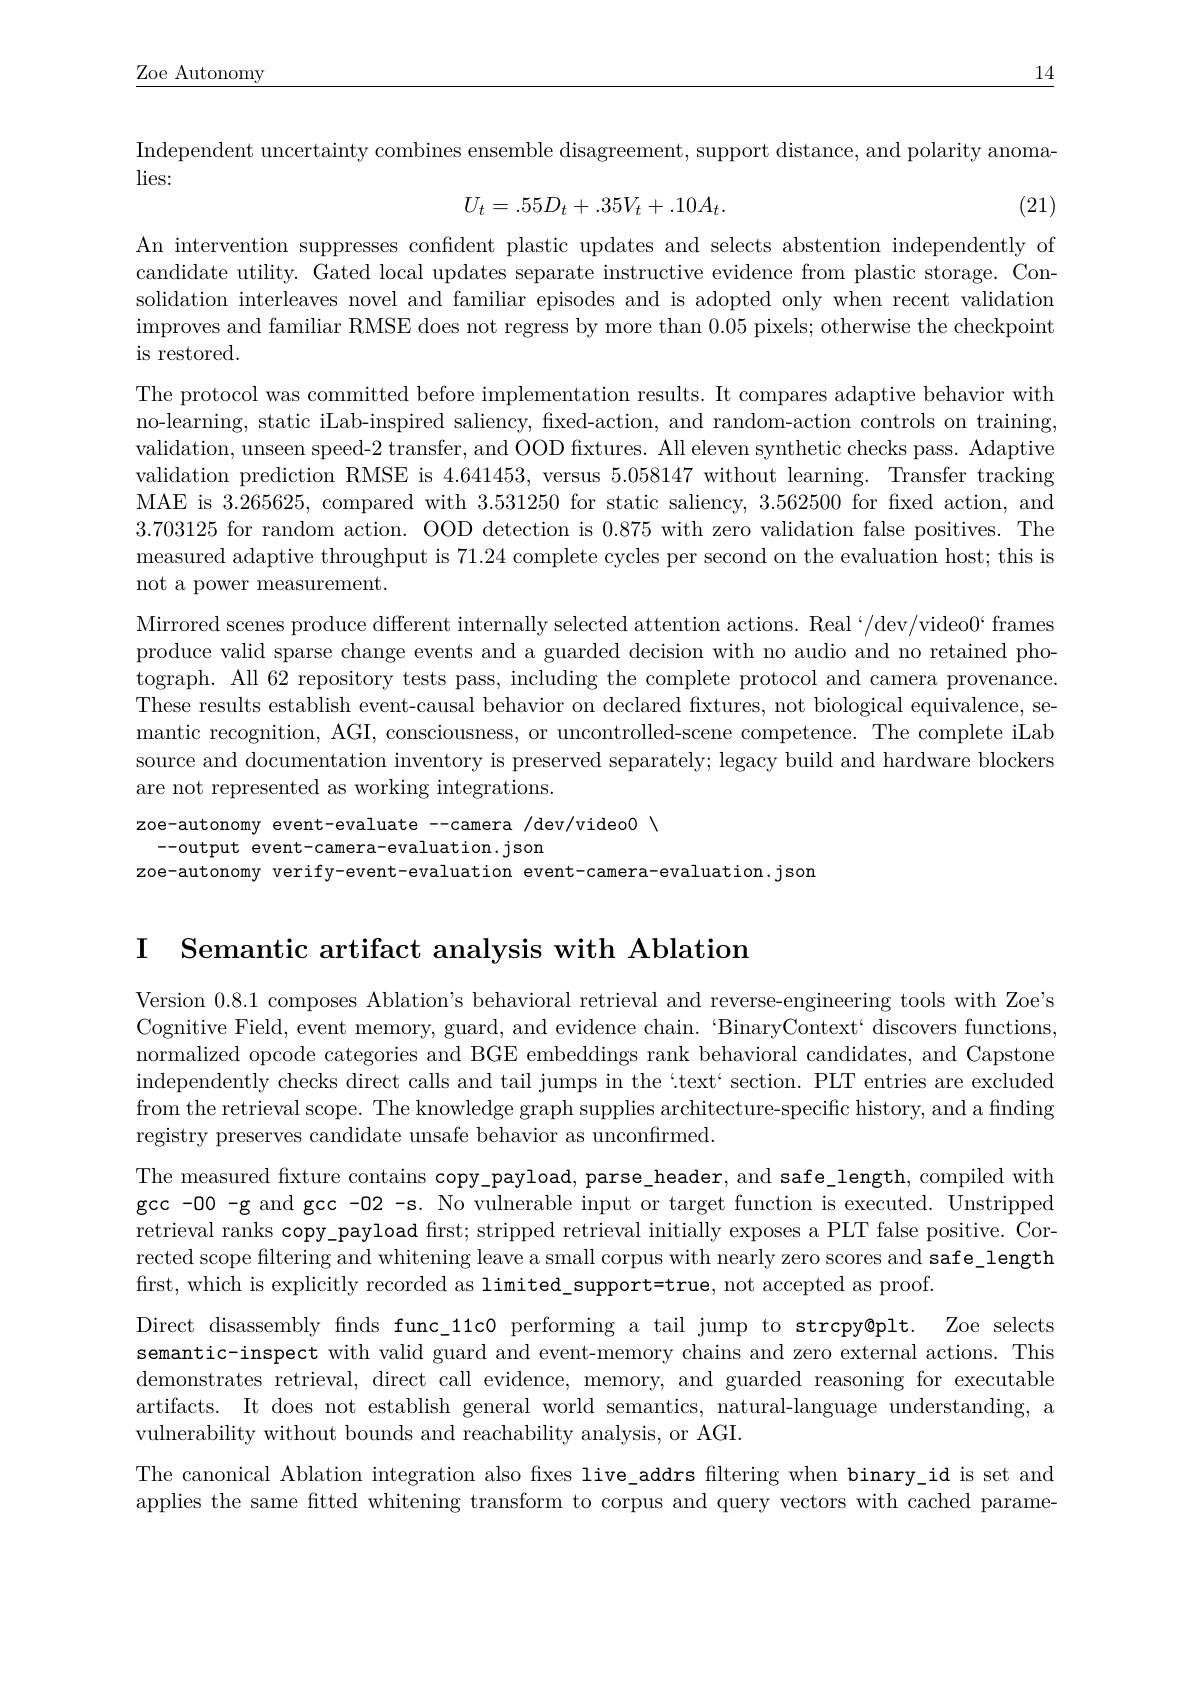 Zoe Autonomy 14
Independent uncertainty combines ensemble disagreement, support distance, and polarity anoma-
lies:
U_t = .55D_t + .35V_t + .10A_t. (21)
An intervention suppresses confident plastic updates and selects abstention independently of
candidate utility. Gated local updates separate instructive evidence from plastic storage. Con-
solidation interleaves novel and familiar episodes and is adopted only when recent validation
improves and familiar RMSE does not regress by more than 0.05 pixels; otherwise the checkpoint
is restored.
The protocol was committed before implementation results. It compares adaptive behavior with
no-learning, static iLab-inspired saliency, fixed-action, and random-action controls on training,
validation, unseen speed-2 transfer, and OOD fixtures. All eleven synthetic checks pass. Adaptive
validation prediction RMSE is 4.641453, versus 5.058147 without learning. Transfer tracking
MAE is 3.265625, compared with 3.531250 for static saliency, 3.562500 for fixed action, and
3.703125 for random action. OOD detection is 0.875 with zero validation false positives. The
measured adaptive throughput is 71.24 complete cycles per second on the evaluation host; this is
not a power measurement.
Mirrored scenes produce different internally selected attention actions. Real ‘/dev/video0‘ frames
produce valid sparse change events and a guarded decision with no audio and no retained pho-
tograph. All 62 repository tests pass, including the complete protocol and camera provenance.
These results establish event-causal behavior on declared fixtures, not biological equivalence, se-
mantic recognition, AGI, consciousness, or uncontrolled-scene competence. The complete iLab
source and documentation inventory is preserved separately; legacy build and hardware blockers
are not represented as working integrations.
zoe-autonomy event-evaluate --camera /dev/video0 \
--output event-camera-evaluation.json
zoe-autonomy verify-event-evaluation event-camera-evaluation.json
I Semantic artifact analysis with Ablation
Version 0.8.1 composes Ablation’s behavioral retrieval and reverse-engineering tools with Zoe’s
Cognitive Field, event memory, guard, and evidence chain. ‘BinaryContext‘ discovers functions,
normalized opcode categories and BGE embeddings rank behavioral candidates, and Capstone
independently checks direct calls and tail jumps in the ‘.text‘ section. PLT entries are excluded
from the retrieval scope. The knowledge graph supplies architecture-specific history, and a finding
registry preserves candidate unsafe behavior as unconfirmed.
The measured fixture contains copy_payload, parse_header, and safe_length, compiled with
gcc -O0 -g and gcc -O2 -s. No vulnerable input or target function is executed. Unstripped
retrieval ranks copy_payload first; stripped retrieval initially exposes a PLT false positive. Cor-
rected scope filtering and whitening leave a small corpus with nearly zero scores and safe_length
first, which is explicitly recorded as limited_support=true, not accepted as proof.
Direct disassembly finds func_11c0 performing a tail jump to strcpy@plt. Zoe selects
semantic-inspect with valid guard and event-memory chains and zero external actions. This
demonstrates retrieval, direct call evidence, memory, and guarded reasoning for executable
artifacts. It does not establish general world semantics, natural-language understanding, a
vulnerability without bounds and reachability analysis, or AGI.
The canonical Ablation integration also fixes live_addrs filtering when binary_id is set and
applies the same fitted whitening transform to corpus and query vectors with cached parame-